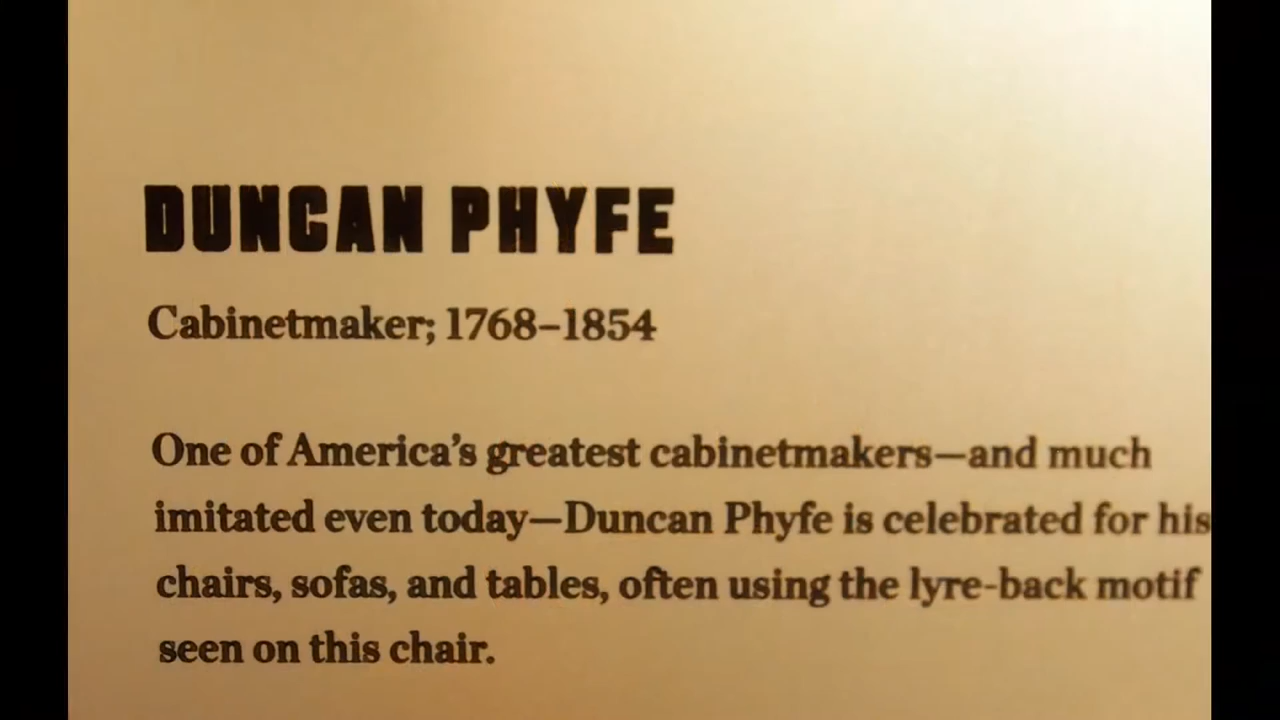 DUNCAN PHYFE
Cabinetmaker; 1768–1854
One of America's greatest cabinetmakers—and much
imitated even today—Duncan Phyfe is celebrated for his
chairs, sofas, and tables, often using the lyre-back motif
seen on this chair.